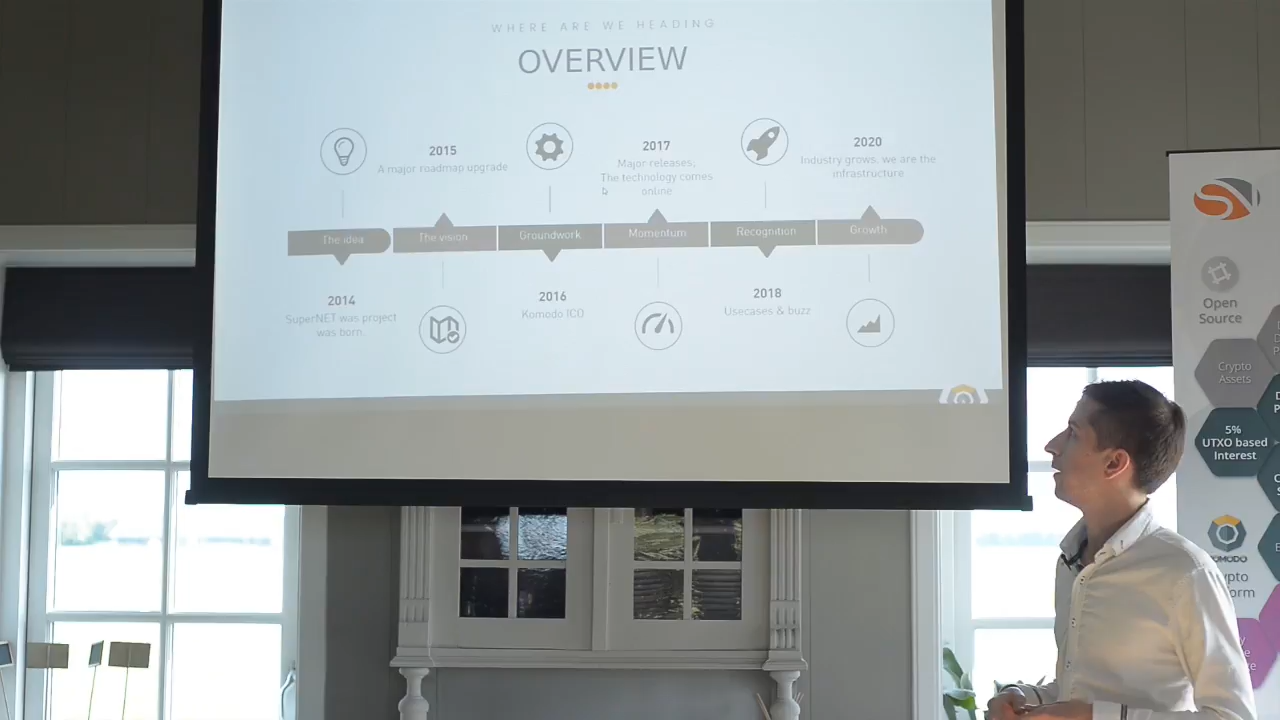 WHERE ARE WE HEADING
OVERVIEW
2015
A major roadmap upgrade
2017
Major releases,
The technology comes
online
2020
Industry grows, we are the
infrastructure
The idea
The vision
Groundwork
Momentum
Recognition
Growth
2014
SuperNET was project
was born.
2016
Komodo ICO
2018
Usecases & buzz
Open
Source
Crypto
Assets
5%
UTXO based
Interest